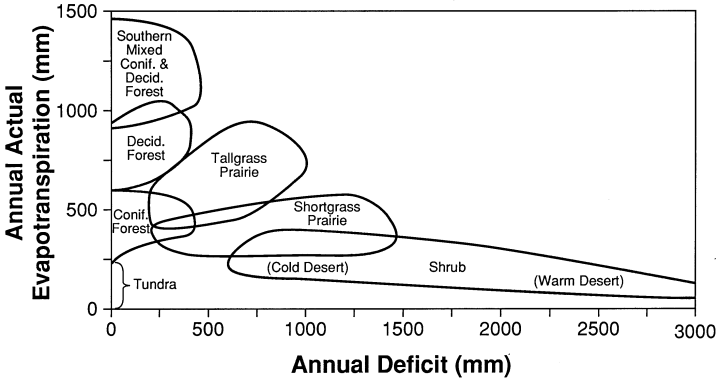 1500
1000
500
0
Annual Actual
Evapotranspiration (mm)
Southern
Mixed
Conif. &
Decid.
Forest
Decid.
Forest
Tallgrass
Prairie
Conif.
Forest
Shortgrass
Prairie
Tundra
(Cold Desert)
Shrub
(Warm Desert)
0
500
1000
1500
2000
2500
3000
Annual Deficit (mm)